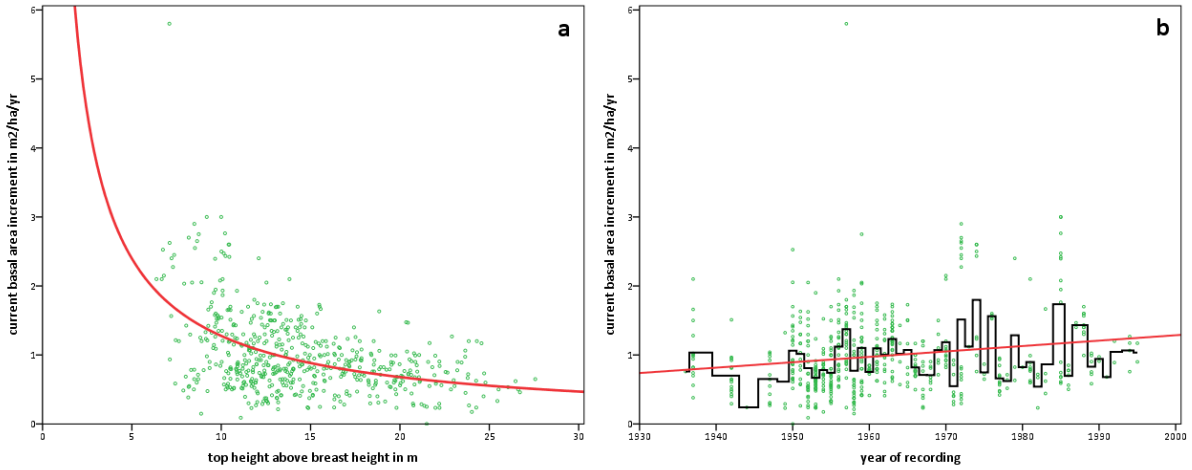 a
current basal area increment in m2/ha/yr
6
5
4
3
2
1
0
0 5 10 15 20 25 30
top height above breast height in m
b
current basal area increment in m2/ha/yr
6
5
4
3
2
1
0
1930 1940 1950 1960 1970 1980 1990 2000
year of recording